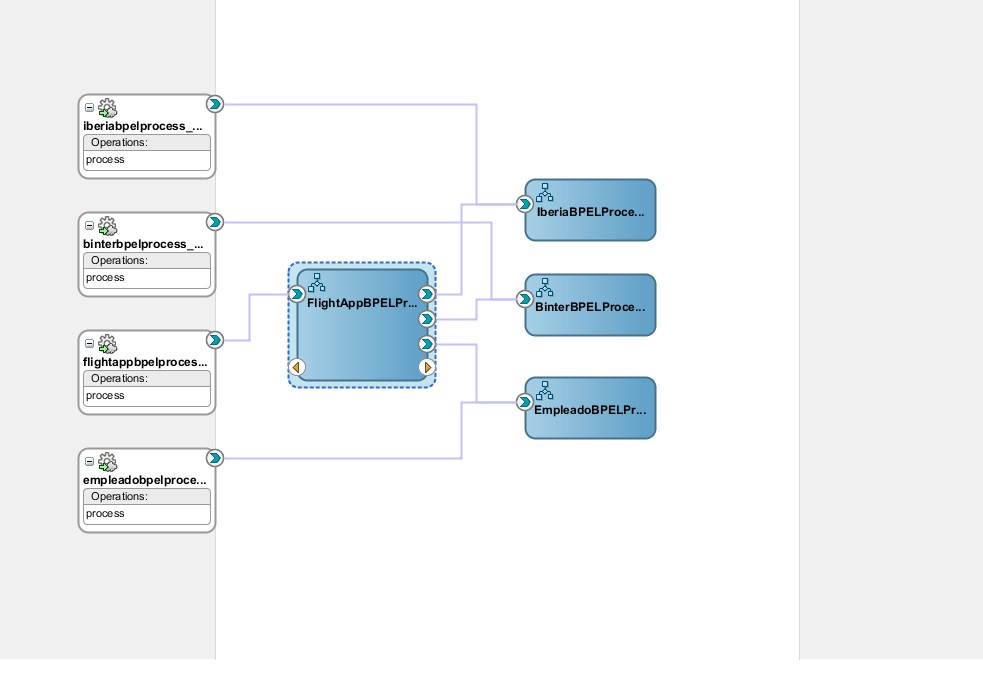 iberiabpelprocess_...
Operations:
process
binterbpelprocess_...
Operations:
process
flightappbpelproces...
Operations:
process
empleadobpelproce...
Operations:
process
FlightAppBPELPr...
IberiaBPELProce...
BinterBPELProce...
EmpleadoBPELPr...